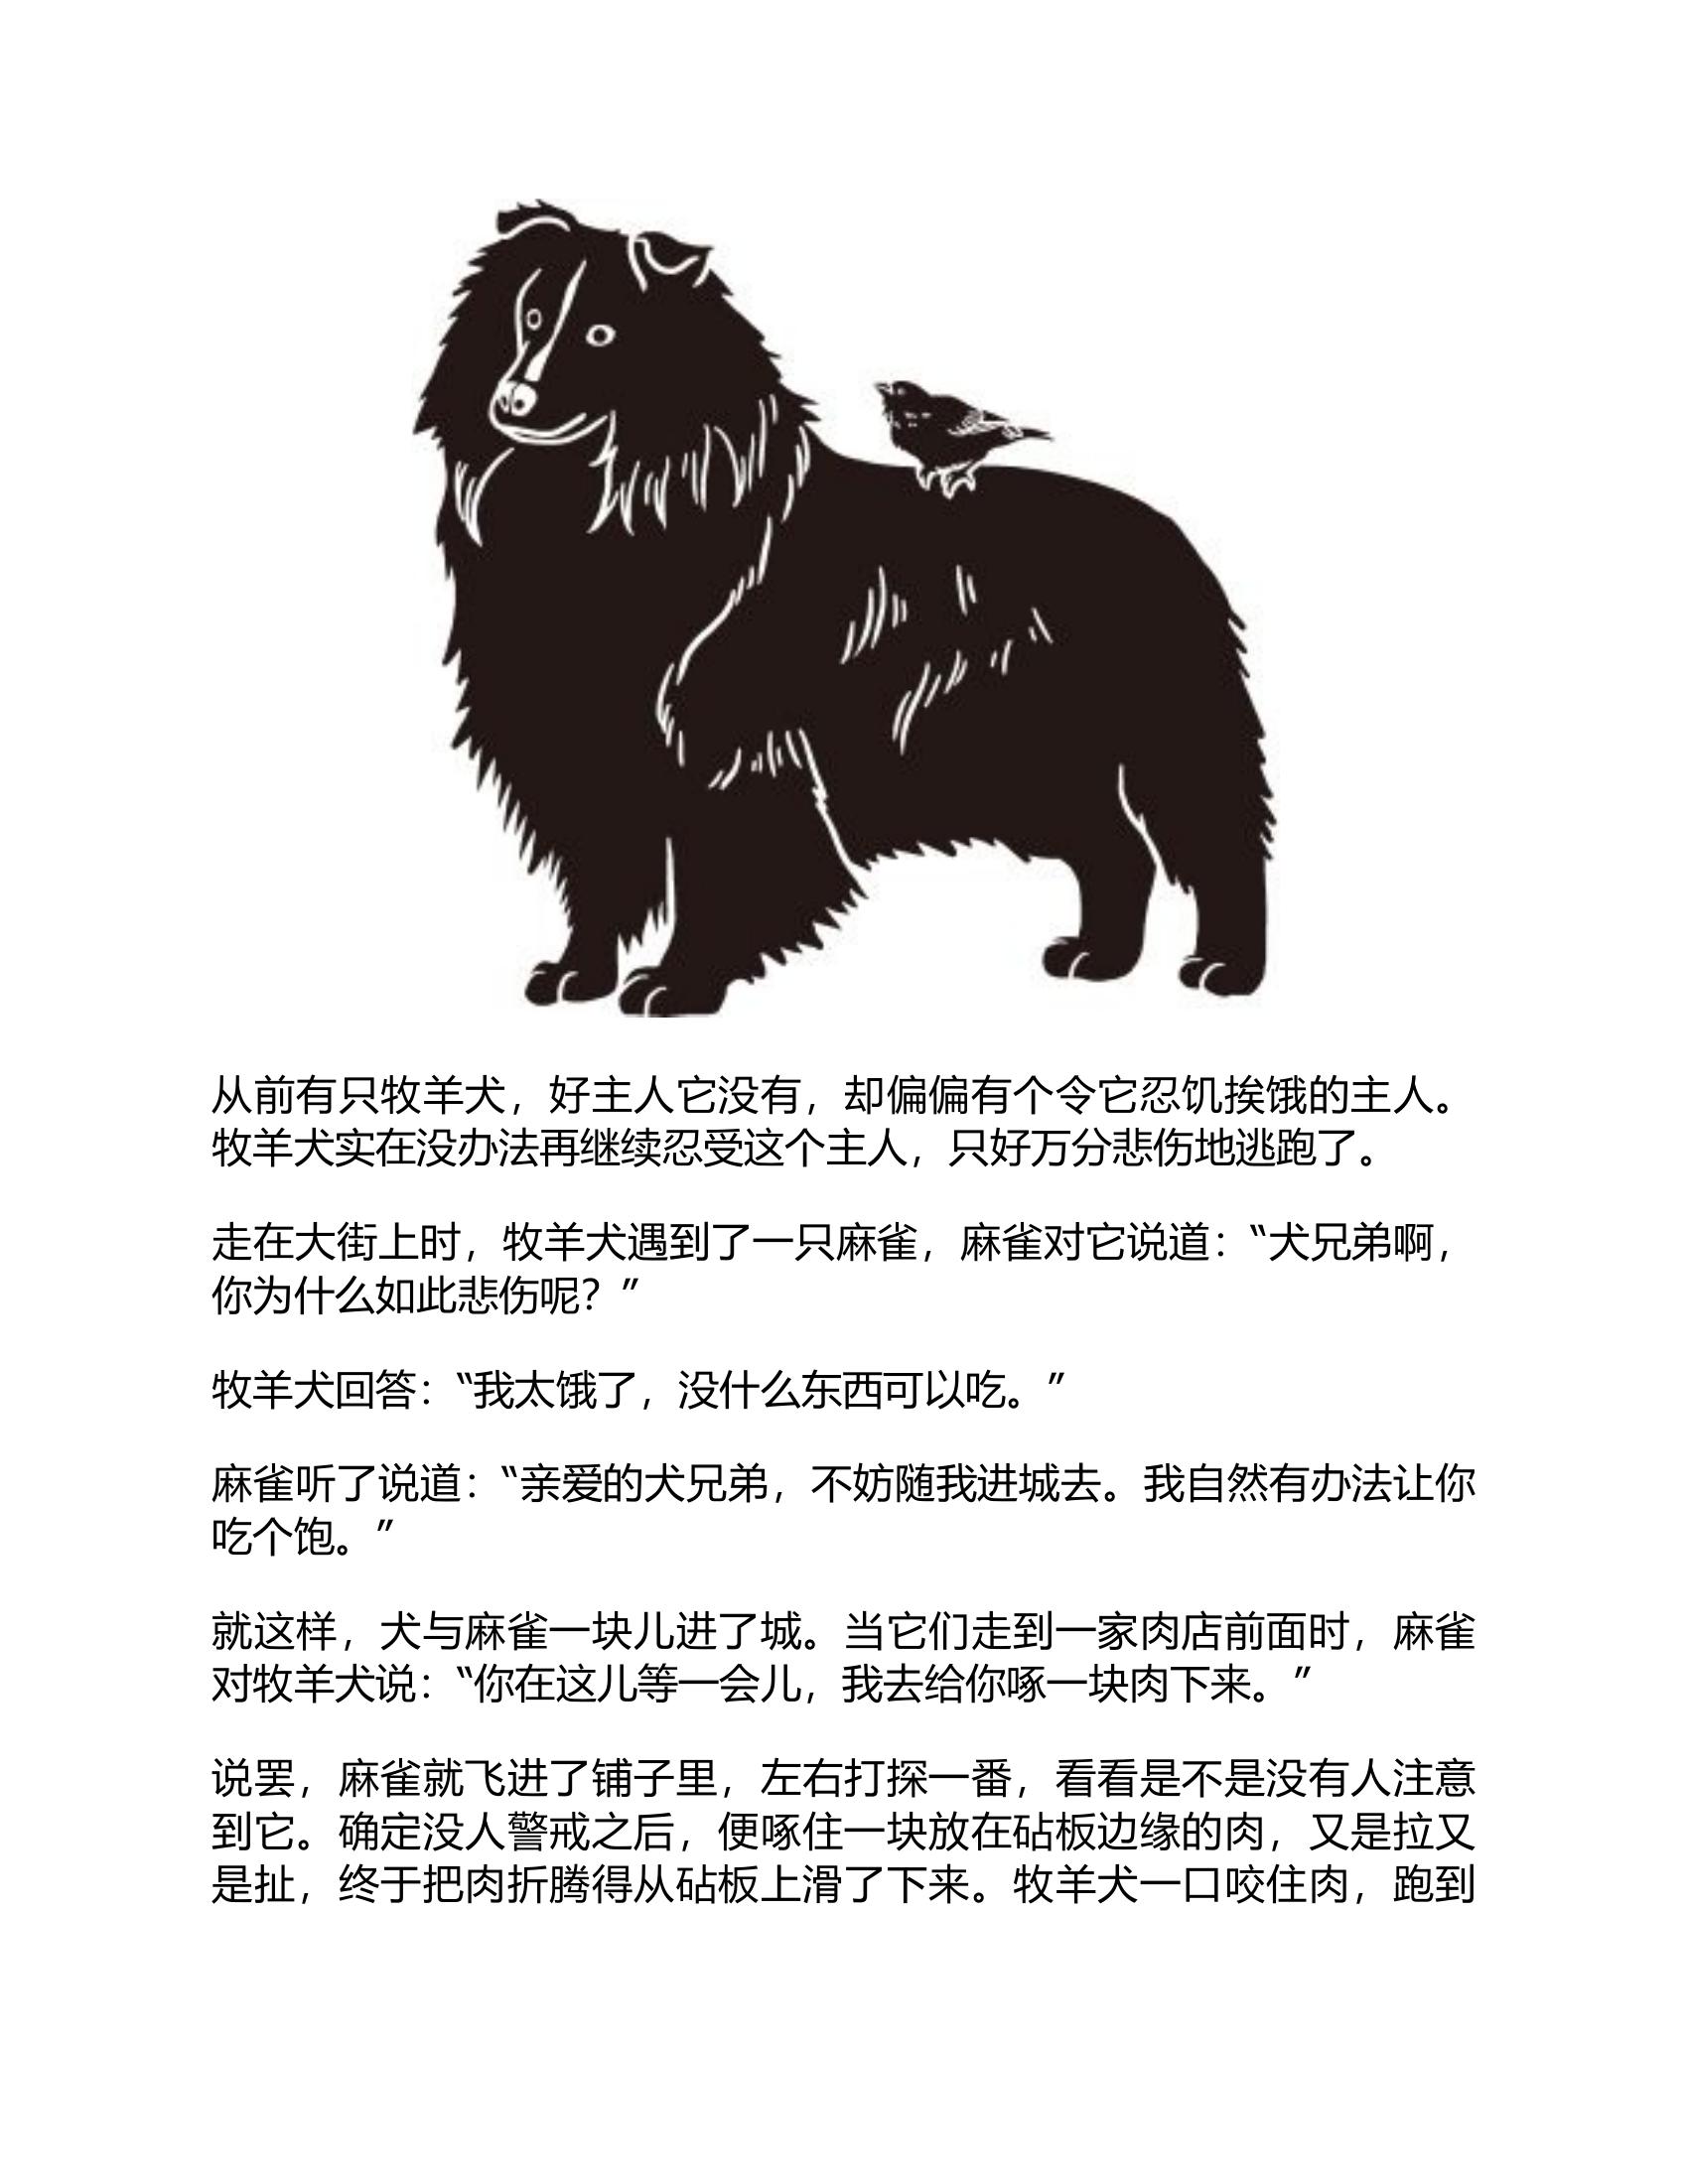 从前有只牧羊犬，好主人它没有，却偏偏有个令它忍饥挨饿的主人。
牧羊犬实在没办法再继续忍受这个主人，只好万分悲伤地逃跑了。
走在大街上时，牧羊犬遇到了一只麻雀，麻雀对它说道：“犬兄弟啊，
你为什么如此悲伤呢？”
牧羊犬回答：“我太饿了，没什么东西可以吃。”
麻雀听了说道：“亲爱的犬兄弟，不妨随我进城去。我自然有办法让你
吃个饱。”
就这样，犬与麻雀一块儿进了城。当它们走到一家肉店前面时，麻雀
对牧羊犬说：“你在这儿等一会儿，我去给你啄一块肉下来。”
说罢，麻雀就飞进了铺子里，左右打探一番，看看是不是没有人注意
到它。确定没人警戒之后，便啄住一块放在砧板边缘的肉，又是拉又
是扯，终于把肉折腾得从砧板上滑了下来。牧羊犬一口咬住肉，跑到